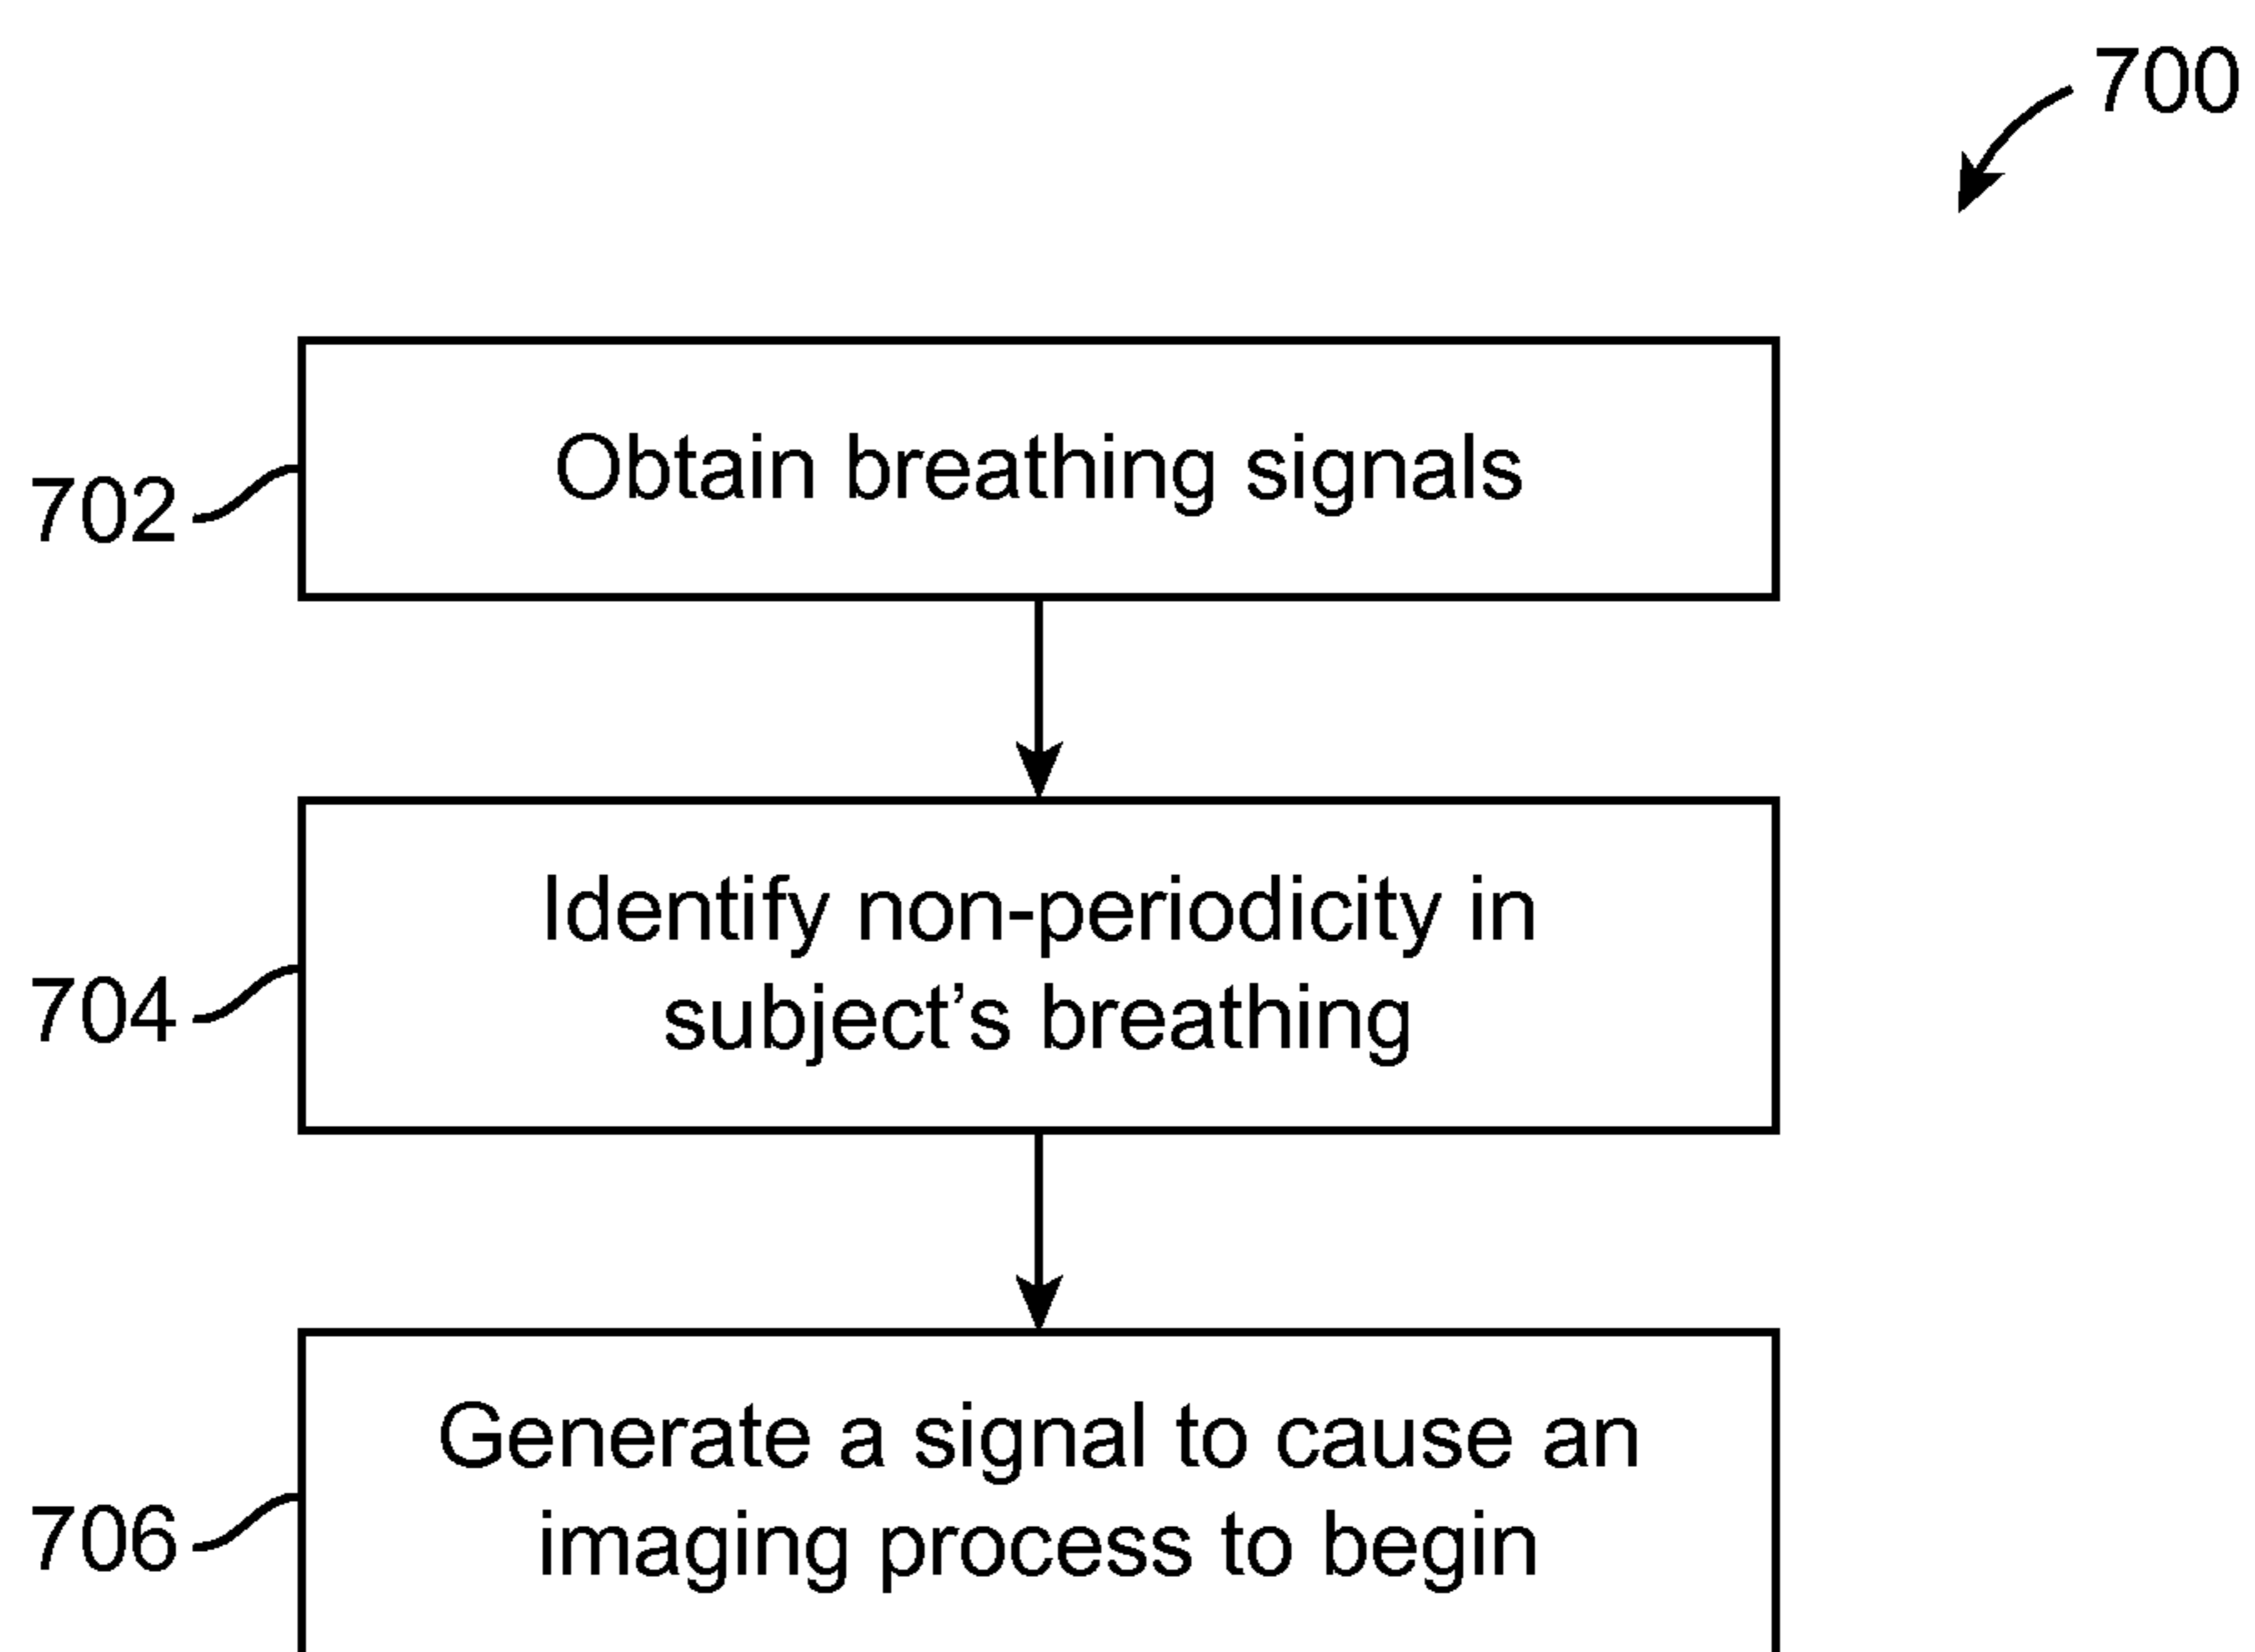 700
702
Obtain breathing signals
704
Identify non-periodicity in
subject’s breathing
706
Generate a signal to cause an
imaging process to begin